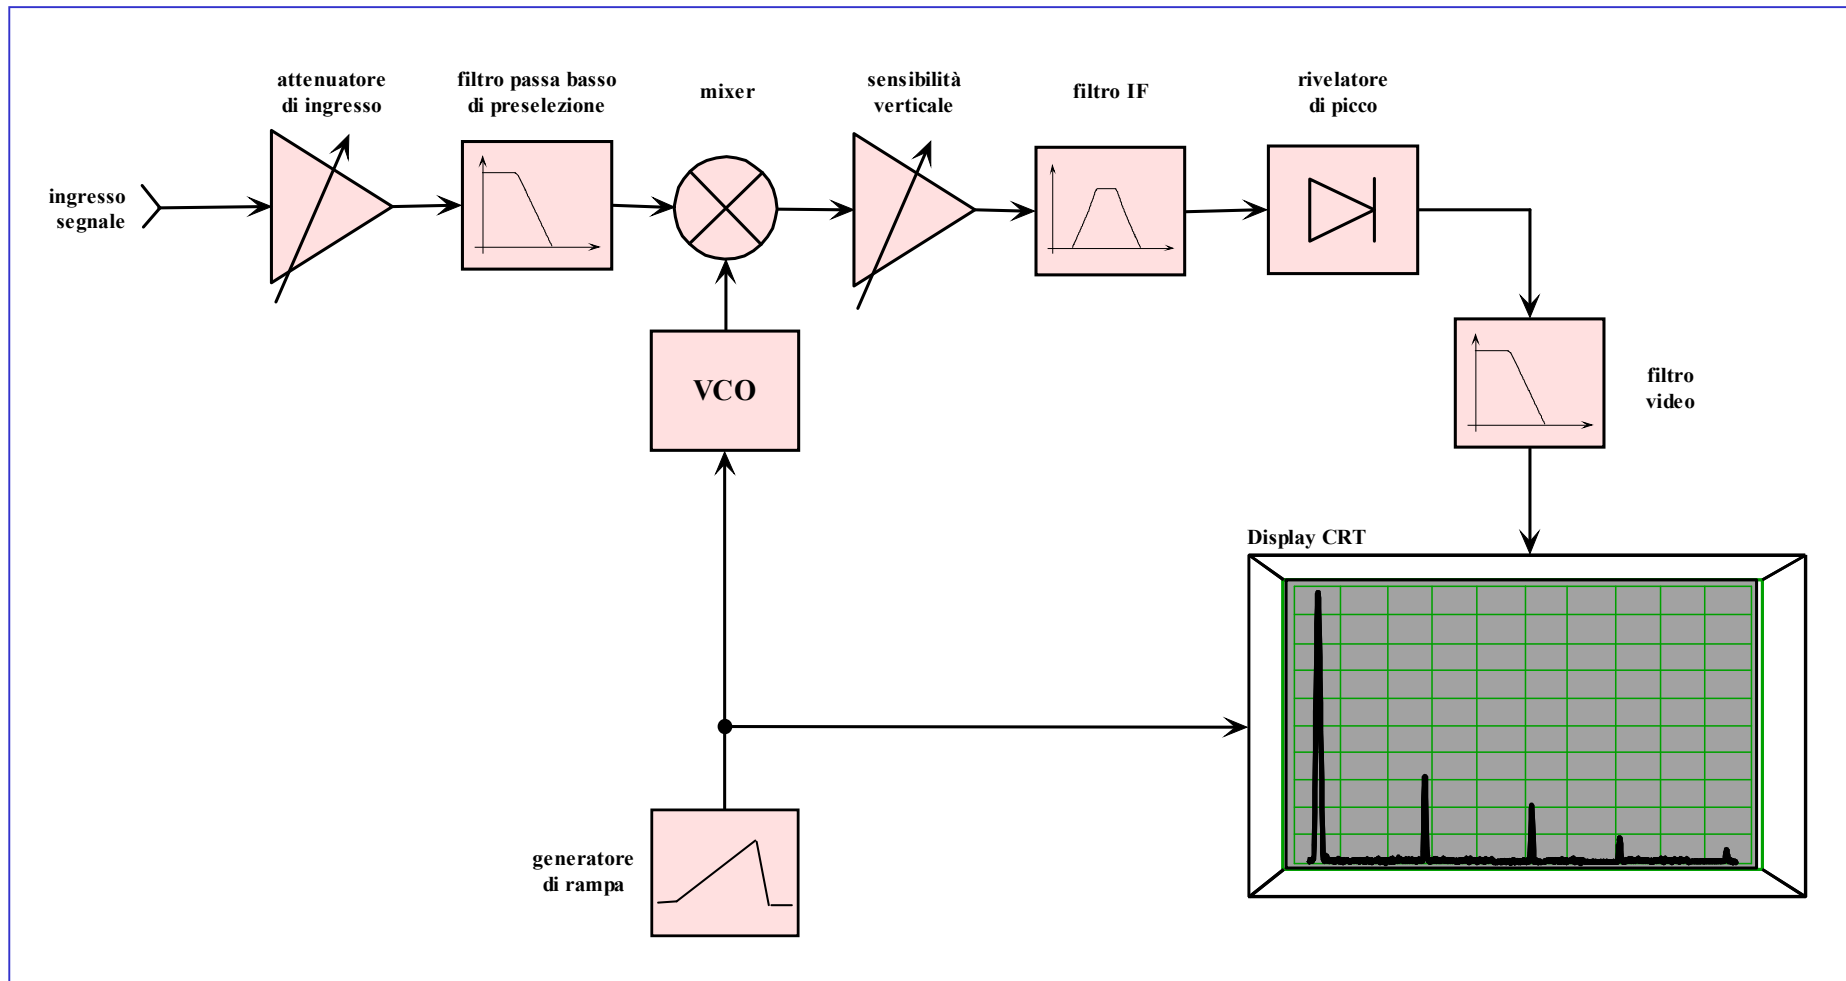 attenuatore
di ingresso
filtro passa basso
di preselezione
mixer
sensibilità
verticale
filtro IF
rivelatore
di picco
ingresso
segnale
VCO
filtro
video
Display CRT
generatore
di rampa